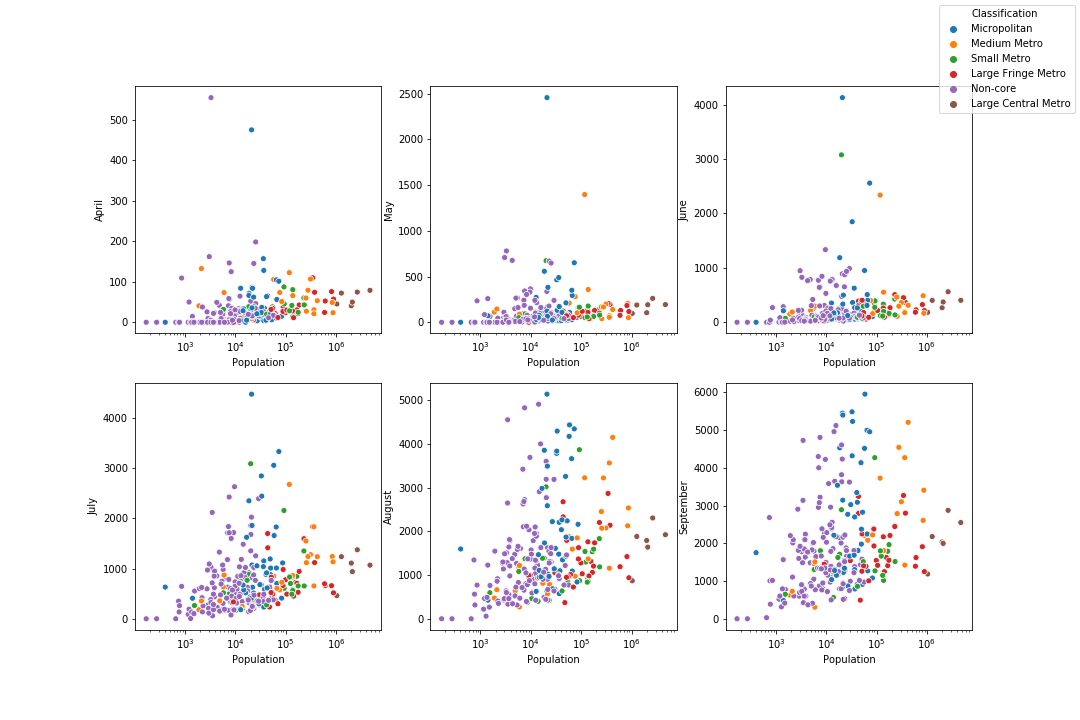 Classification
Micropolitan
Medium Metro
Small Metro
Large Fringe Metro
Non-core
Large Central Metro
500
400
300
200
100
0
April
10³ 10⁴ 10⁵ 10⁶
Population
2500
2000
1500
1000
500
0
May
10³ 10⁴ 10⁵ 10⁶
Population
4000
3000
2000
1000
0
June
10³ 10⁴ 10⁵ 10⁶
Population
4000
3000
2000
1000
0
July
10³ 10⁴ 10⁵ 10⁶
Population
5000
4000
3000
2000
1000
0
August
10³ 10⁴ 10⁵ 10⁶
Population
6000
5000
4000
3000
2000
1000
0
September
10³ 10⁴ 10⁵ 10⁶
Population